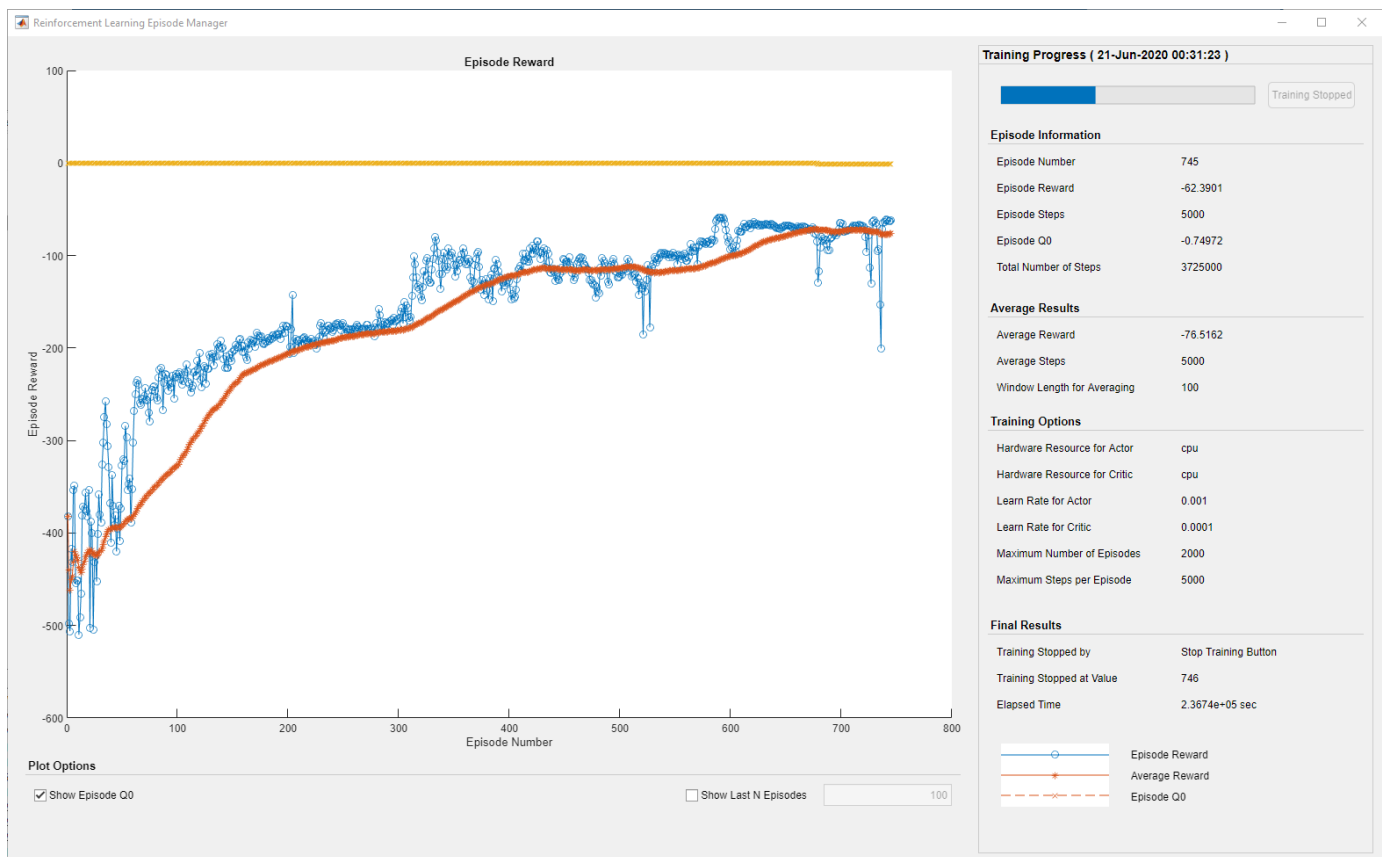 Reinforcement Learning Episode Manager
Episode Reward
100
0
-100
-200
-300
-400
-500
-600
Episode Reward
0 100 200 300 400 500 600 700 800
Episode Number
Plot Options
Show Episode Q0
Show Last N Episodes 100
Training Progress ( 21-Jun-2020 00:31:23 )
Training Stopped
Episode Information
Episode Number 745
Episode Reward -62.3901
Episode Steps 5000
Episode Q0 -0.74972
Total Number of Steps 3725000
Average Results
Average Reward -76.5162
Average Steps 5000
Window Length for Averaging 100
Training Options
Hardware Resource for Actor cpu
Hardware Resource for Critic cpu
Learn Rate for Actor 0.001
Learn Rate for Critic 0.0001
Maximum Number of Episodes 2000
Maximum Steps per Episode 5000
Final Results
Training Stopped by Stop Training Button
Training Stopped at Value 746
Elapsed Time 2.3674e+05 sec
Episode Reward
Average Reward
Episode Q0